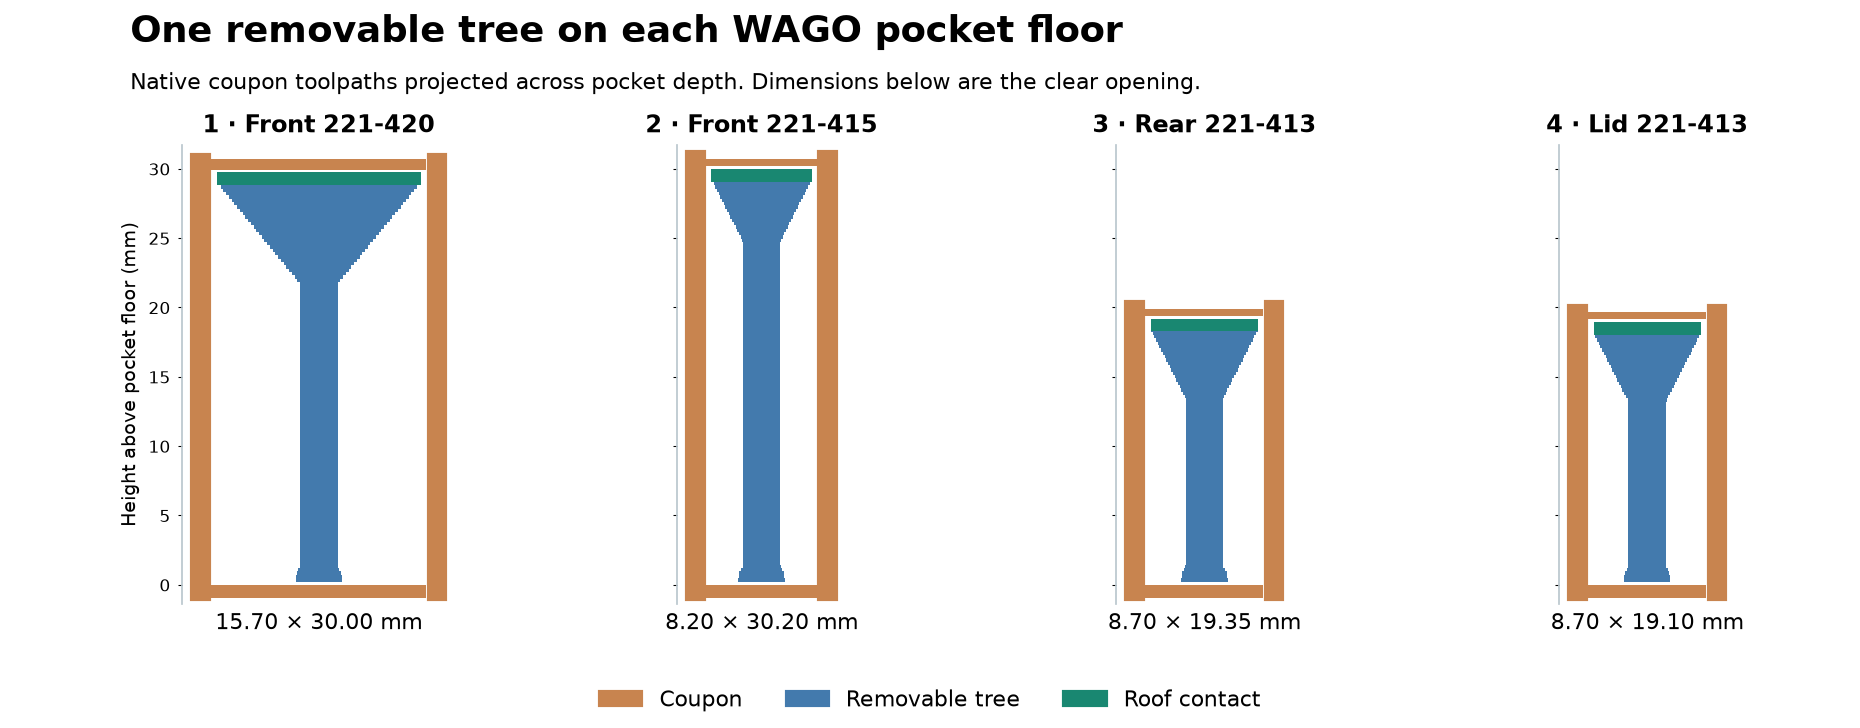 One removable tree on each WAGO pocket floor
Native coupon toolpaths projected across pocket depth. Dimensions below are the clear opening.
1 · Front 221-420
2 · Front 221-415
3 · Rear 221-413
4 · Lid 221-413
Height above pocket floor (mm)
30
25
20
15
10
5
0
15.70 × 30.00 mm
8.20 × 30.20 mm
8.70 × 19.35 mm
8.70 × 19.10 mm
Coupon
Removable tree
Roof contact